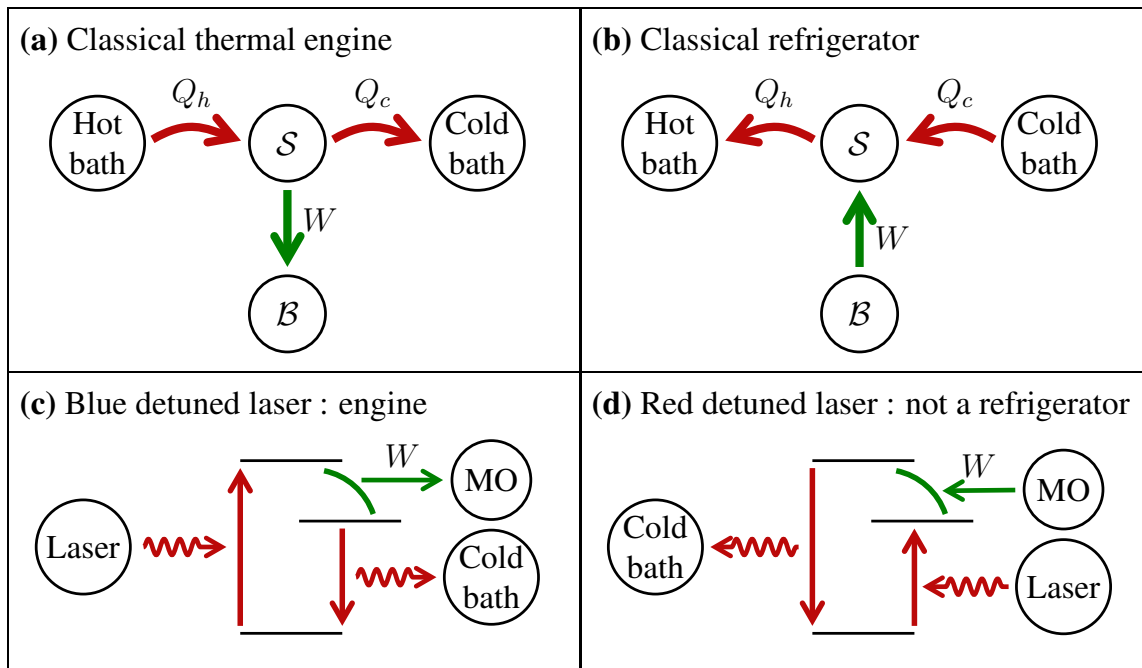 (a) Classical thermal engine
Q_h
Q_c
Hot
bath
𝒮
Cold
bath
W
ℬ
(b) Classical refrigerator
Q_h
Q_c
Hot
bath
𝒮
Cold
bath
W
ℬ
(c) Blue detuned laser : engine
W
MO
Laser
Cold
bath
(d) Red detuned laser : not a refrigerator
W
MO
Cold
bath
Laser